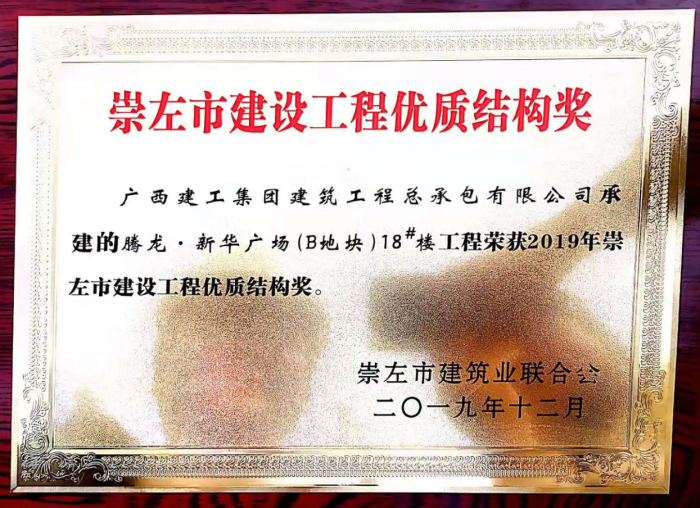 崇左市建设工程优质结构奖
广西建工集团建筑工程总承包有限公司承
建的腾龙·新华广场(B地块)18#楼工程荣获2019年崇
左市建设工程优质结构奖。
崇左市建筑业联合会
二〇一九年十二月